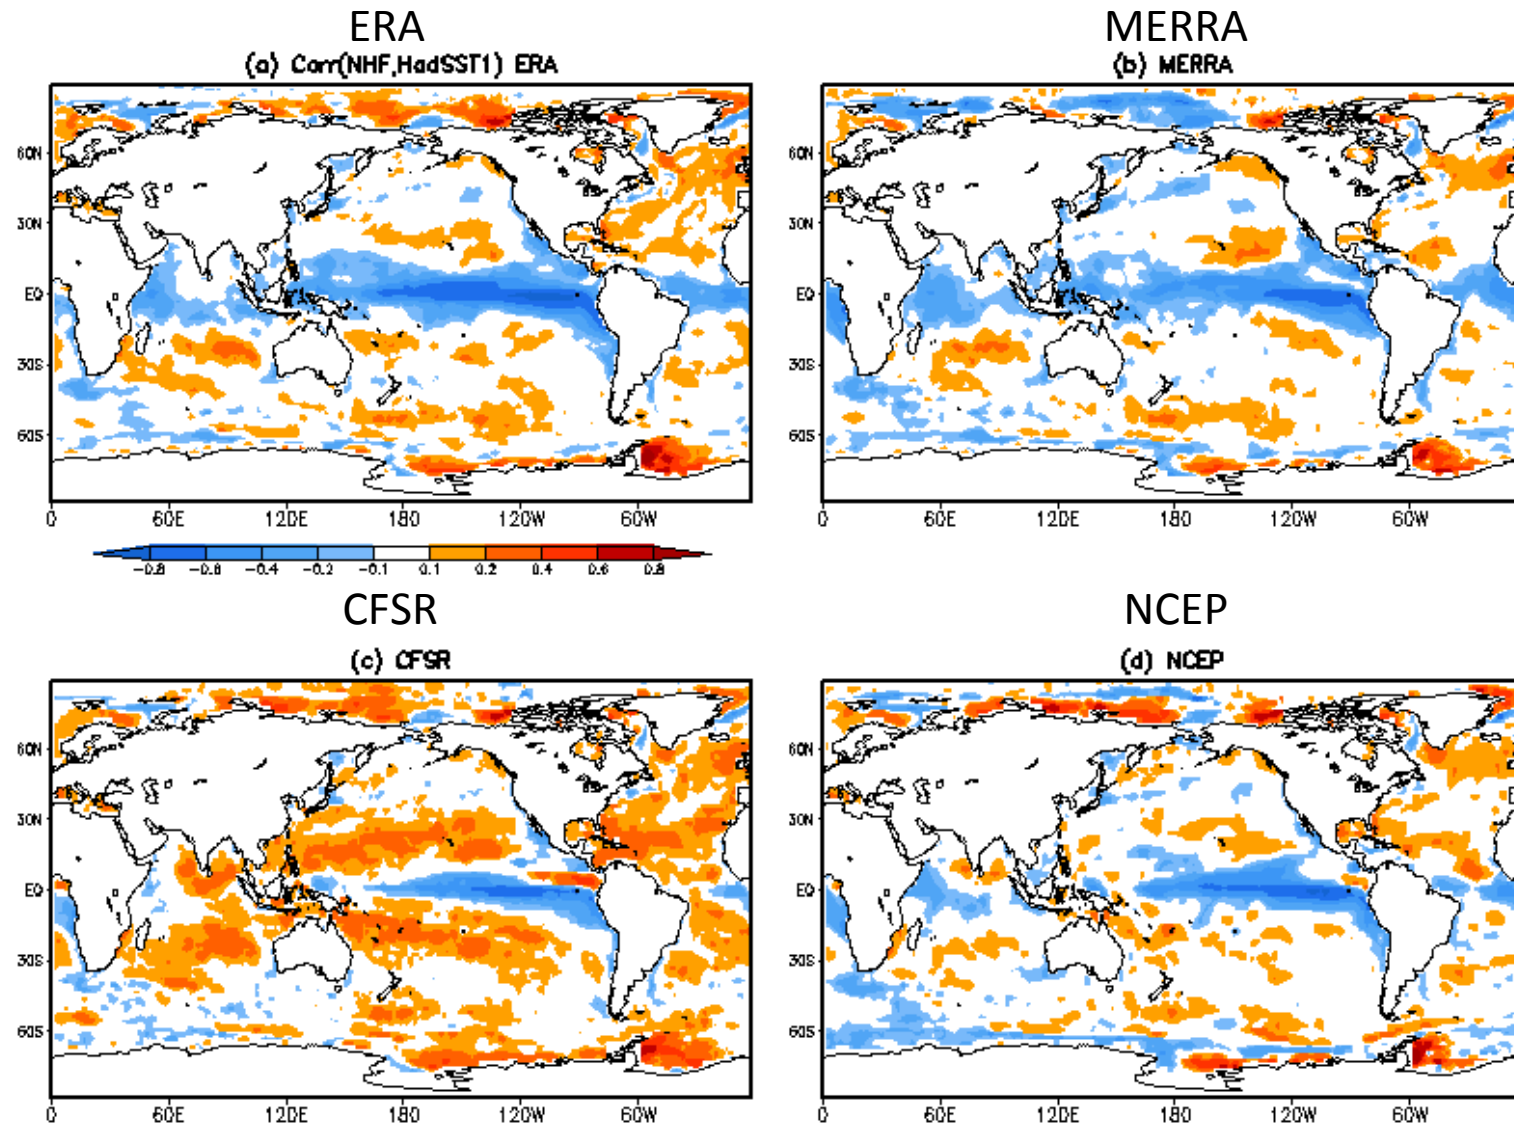 ERA
(a) Corr(NHF,HadSST1) ERA
60N
30N
EQ
30S
60S
0 60E 120E 180 120W 60W
-0.8 -0.6 -0.4 -0.2 -0.1 0.1 0.2 0.4 0.6 0.8
MERRA
(b) MERRA
60N
30N
EQ
30S
60S
0 60E 120E 180 120W 60W
CFSR
(c) CFSR
60N
30N
EQ
30S
60S
0 60E 120E 180 120W 60W
NCEP
(d) NCEP
60N
30N
EQ
30S
60S
0 60E 120E 180 120W 60W